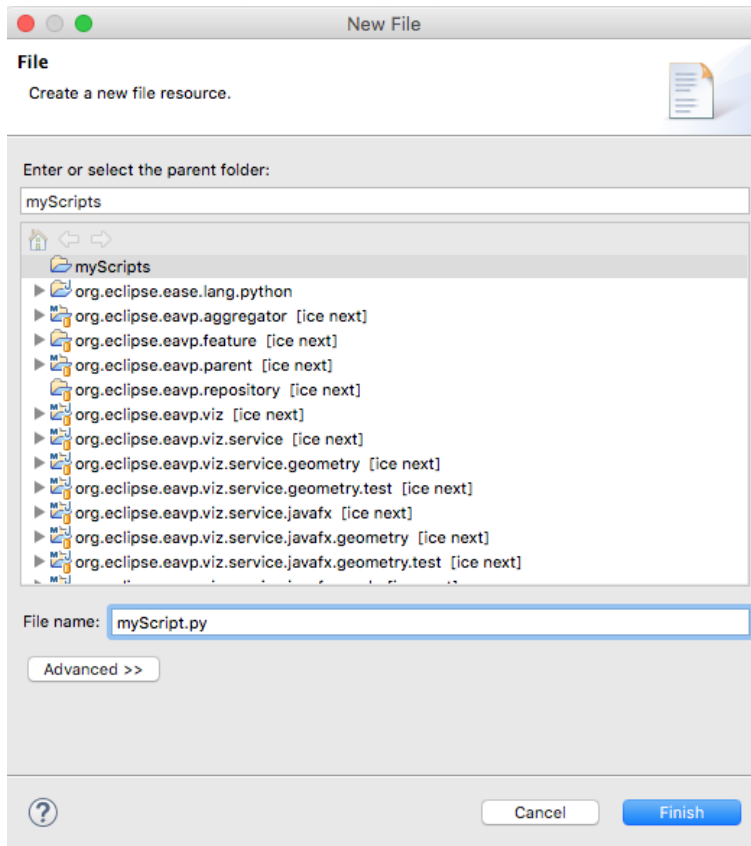 New File
File
Create a new file resource.
Enter or select the parent folder:
myScripts
myScripts
org.eclipse.ease.lang.python
org.eclipse.eavp.aggregator [ice next]
org.eclipse.eavp.feature [ice next]
org.eclipse.eavp.parent [ice next]
org.eclipse.eavp.repository [ice next]
org.eclipse.eavp.viz [ice next]
org.eclipse.eavp.viz.service [ice next]
org.eclipse.eavp.viz.service.geometry [ice next]
org.eclipse.eavp.viz.service.geometry.test [ice next]
org.eclipse.eavp.viz.service.javafx [ice next]
org.eclipse.eavp.viz.service.javafx.geometry [ice next]
org.eclipse.eavp.viz.service.javafx.geometry.test [ice next]
File name: myScript.py
Advanced >>
? Cancel Finish